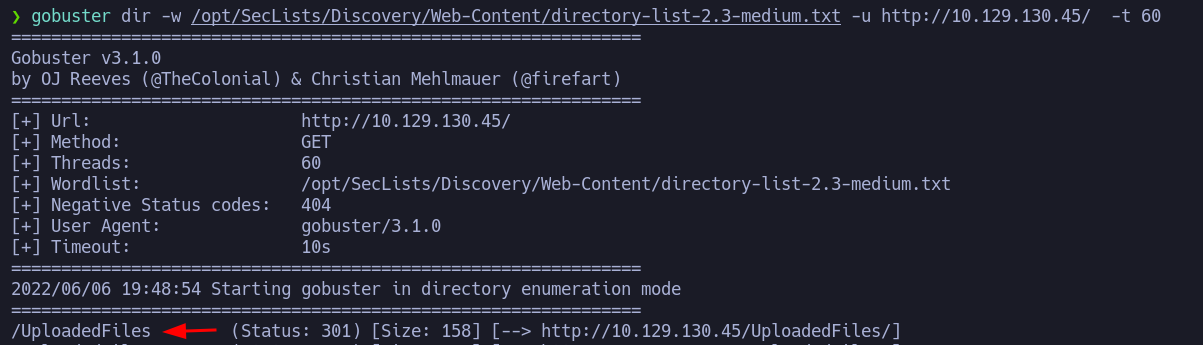 ❯ gobuster dir -w /opt/SecLists/Discovery/Web-Content/directory-list-2.3-medium.txt -u http://10.129.130.45/  -t 60
===============================================================
Gobuster v3.1.0
by OJ Reeves (@TheColonial) & Christian Mehlmauer (@firefart)
===============================================================
[+] Url:                     http://10.129.130.45/
[+] Method:                  GET
[+] Threads:                 60
[+] Wordlist:                /opt/SecLists/Discovery/Web-Content/directory-list-2.3-medium.txt
[+] Negative Status codes:   404
[+] User Agent:              gobuster/3.1.0
[+] Timeout:                 10s
===============================================================
2022/06/06 19:48:54 Starting gobuster in directory enumeration mode
===============================================================
/UploadedFiles        (Status: 301) [Size: 158] [--> http://10.129.130.45/UploadedFiles/]